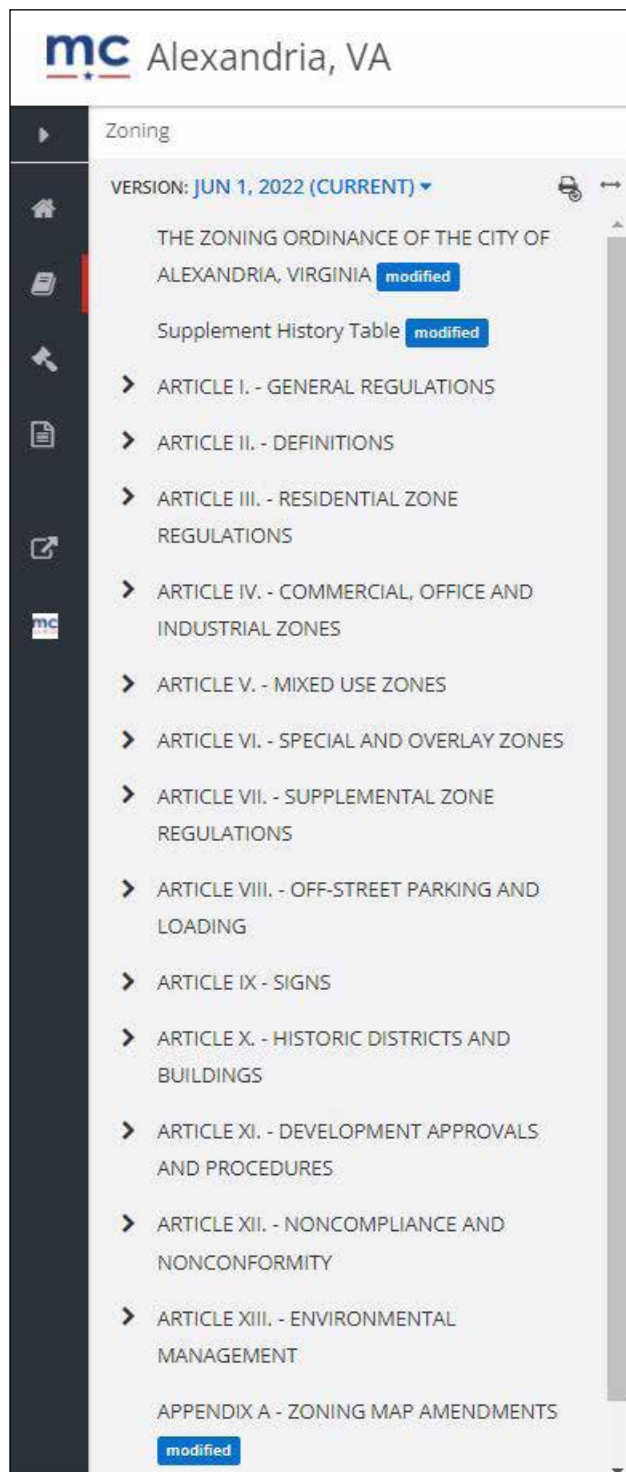 mc Alexandria, VA
Zoning
VERSION: JUN 1, 2022 (CURRENT)
THE ZONING ORDINANCE OF THE CITY OF
ALEXANDRIA, VIRGINIA modified
Supplement History Table modified
ARTICLE I. - GENERAL REGULATIONS
ARTICLE II. - DEFINITIONS
ARTICLE III. - RESIDENTIAL ZONE
REGULATIONS
ARTICLE IV. - COMMERCIAL, OFFICE AND
INDUSTRIAL ZONES
mc
ARTICLE V. - MIXED USE ZONES
ARTICLE VI. - SPECIAL AND OVERLAY ZONES
ARTICLE VII. - SUPPLEMENTAL ZONE
REGULATIONS
ARTICLE VIII. - OFF-STREET PARKING AND
LOADING
ARTICLE IX - SIGNS
ARTICLE X. - HISTORIC DISTRICTS AND
BUILDINGS
ARTICLE XI. - DEVELOPMENT APPROVALS
AND PROCEDURES
ARTICLE XII. - NONCOMPLIANCE AND
NONCONFORMITY
ARTICLE XIII. - ENVIRONMENTAL
MANAGEMENT
APPENDIX A - ZONING MAP AMENDMENTS
modified